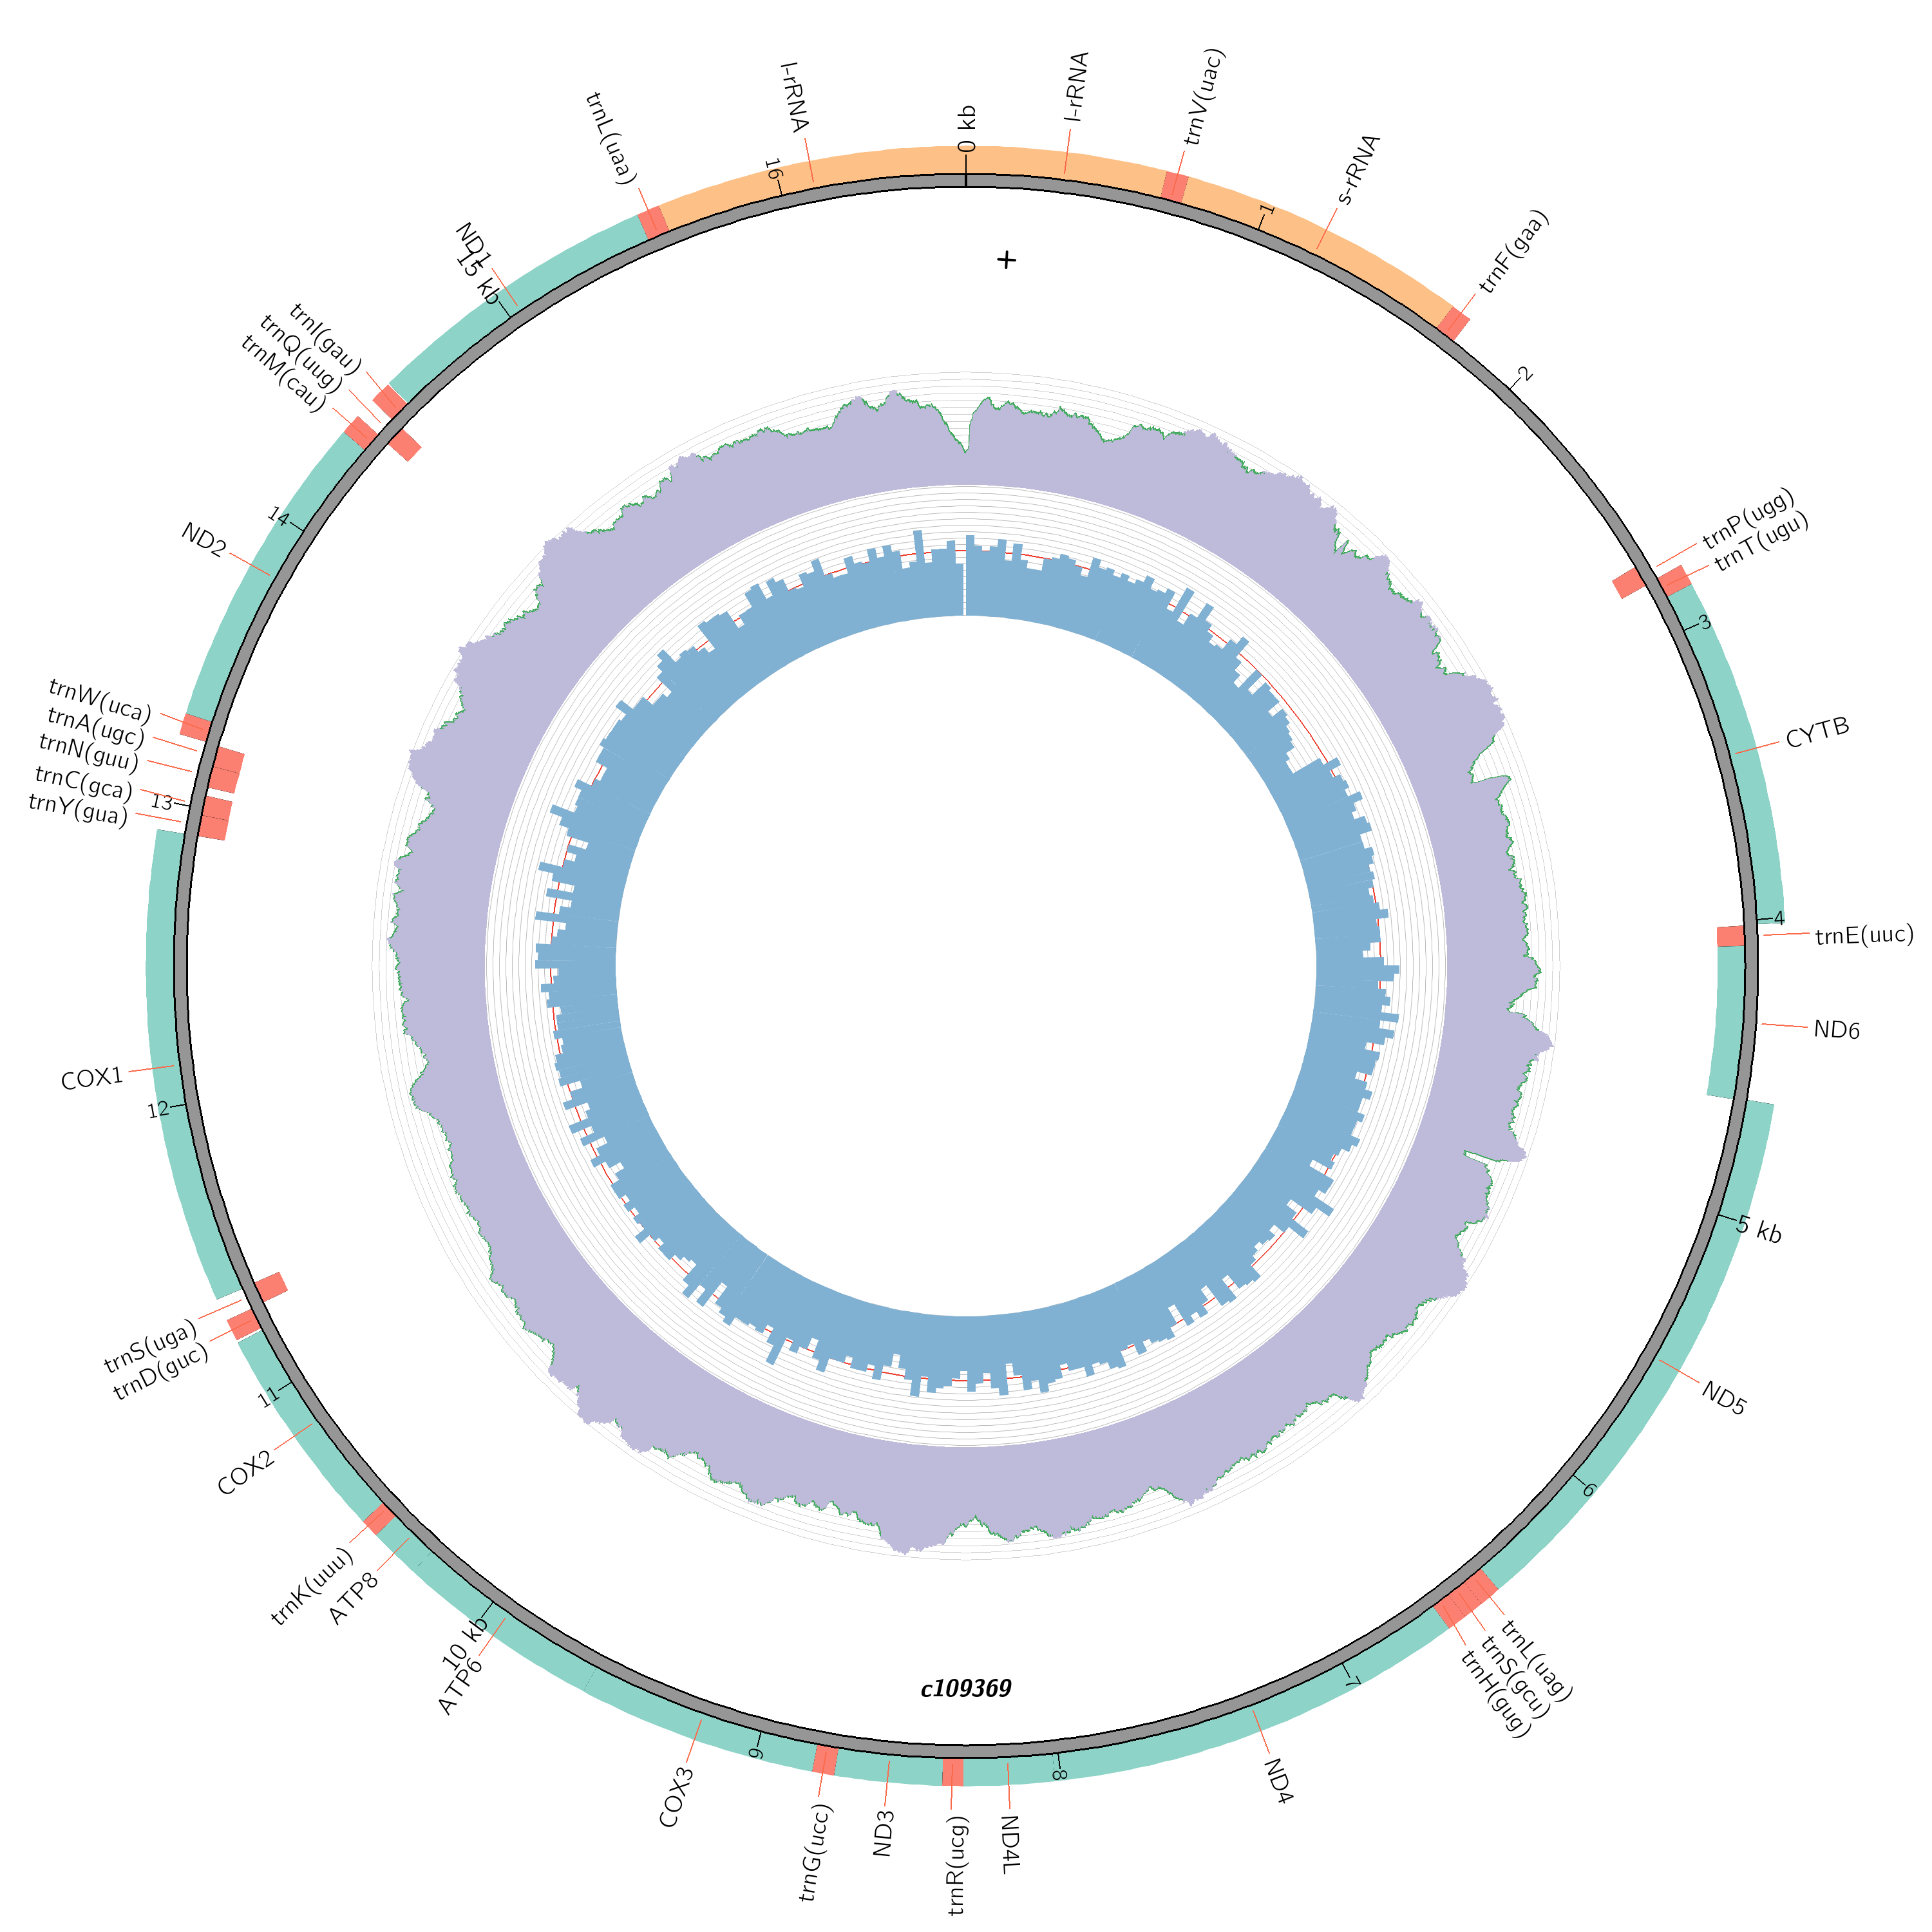 0 kb
l-rRNA
trnV(uac)
1
s-rRNA
trnF(gaa)
2
trnP(ugg)
trnT(ugu)
3
CYTB
4
trnE(uuc)
ND6
5 kb
ND5
6
trnL(uag)
trnS(gcu)
trnH(gug)
7
ND4
8
ND4L
trnR(ucg)
ND3
trnG(ucc)
9
COX3
10 kb
ATP6
ATP8
trnK(uuu)
COX2
11
trnD(guc)
trnS(uga)
12
COX1
trnY(gua)
13
trnC(gca)
trnN(guu)
trnA(ugc)
trnW(uca)
ND2
14
trnM(cau)
trnQ(uug)
trnI(gau)
15 kb
ND1
trnL(uaa)
16
l-rRNA
+
c109369